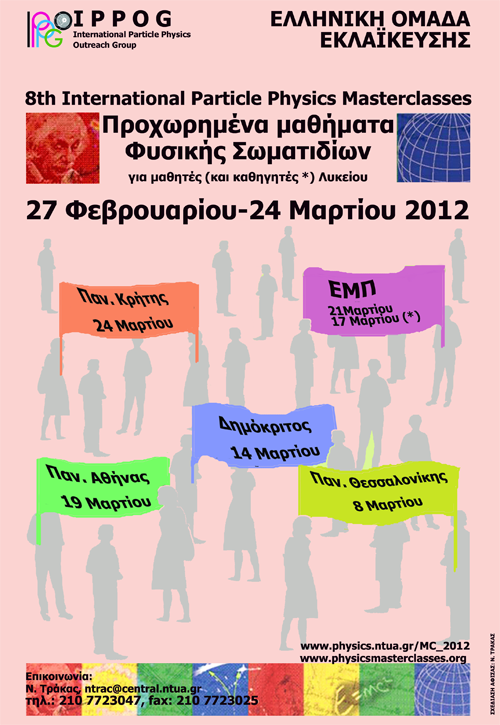 IPPOG
International Particle Physics
Outreach Group
ΕΛΛΗΝΙΚΗ ΟΜΑΔΑ
ΕΚΛΑΪΚΕΥΣΗΣ
8th International Particle Physics Masterclasses
Προχωρημένα μαθήματα
Φυσικής Σωματιδίων
για μαθητές (και καθηγητές *) Λυκείου
27 Φεβρουαρίου-24 Μαρτίου 2012
Παν. Κρήτης
24 Μαρτίου
ΕΜΠ
21Μαρτίρυ
17 Μαρτίου (*)
Δημόκριτος
14 Μαρτίου
Παν. Αθήνας
19 Μαρτίου
Παν. Θεσσαλονίκης
8 Μαρτίου
www.physics.ntua.gr/MC_2012
www.physicsmasterclasses.org
Επικοινωνία:
Ν. Τράκας, ntrac@central.ntua.gr
τηλ.: 210 7723047, fax: 210 7723025
ΣΧΕΔΙΑΣΗ ΑΦΙΣΑΣ: Ν. ΤΡΑΚΑΣ